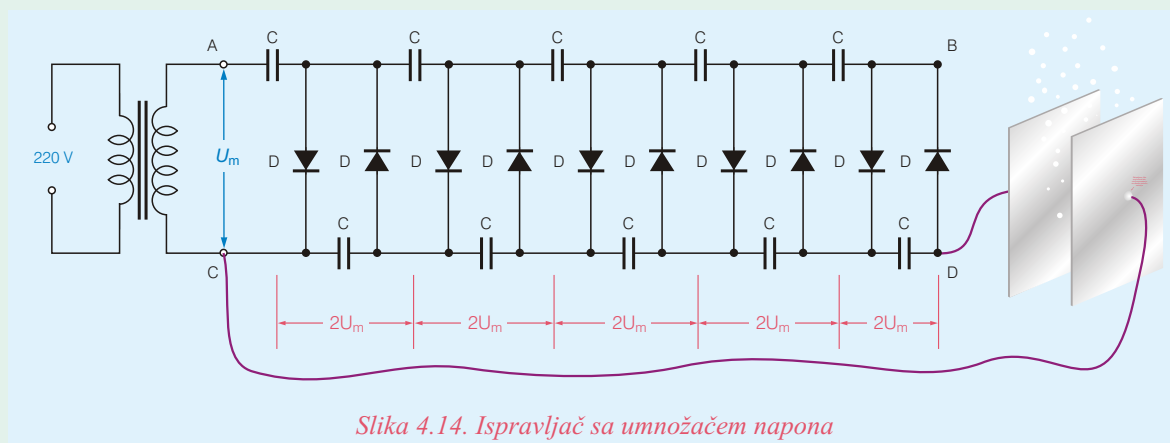 A C C C C C B
220 V Um D D D D D D D D D D
C C C C C C D
2Um 2Um 2Um 2Um 2Um
Slika 4.14. Ispravljač sa umnožačem napona